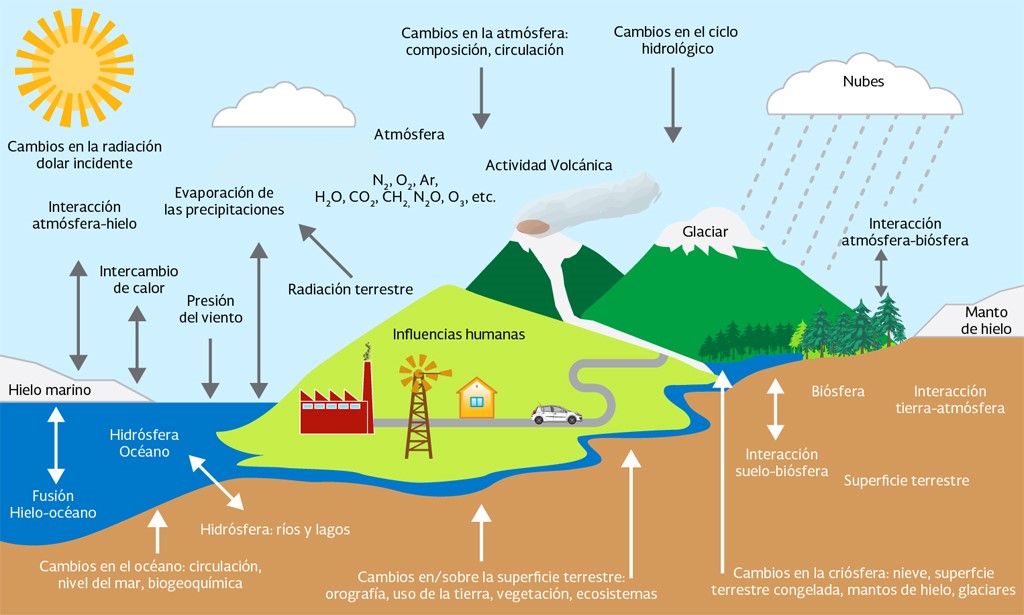 Cambios en la atmósfera:
composición, circulación
Cambios en el ciclo
hidrológico
Nubes
Cambios en la radiación
dolar incidente
Atmósfera
N₂, O₂, Ar,
H₂O, CO₂, CH₂, N₂O, O₃, etc.
Actividad Volcánica
Evaporación de
las precipitaciones
Interacción
atmósfera-hielo
Glaciar
Interacción
atmósfera-biósfera
Intercambio
de calor
Presión
del viento
Radiación terrestre
Influencias humanas
Manto
de hielo
Hielo marino
Biósfera
Interacción
tierra-atmósfera
Hidrósfera
Océano
Interacción
suelo-biósfera
Superficie terrestre
Fusión
Hielo-océano
Hidrósfera: ríos y lagos
Cambios en el océano: circulación,
nivel del mar, biogeoquímica
Cambios en/sobre la superficie terrestre:
orografía, uso de la tierra, vegetación, ecosistemas
Cambios en la criósfera: nieve, superfcie
terrestre congelada, mantos de hielo, glaciares